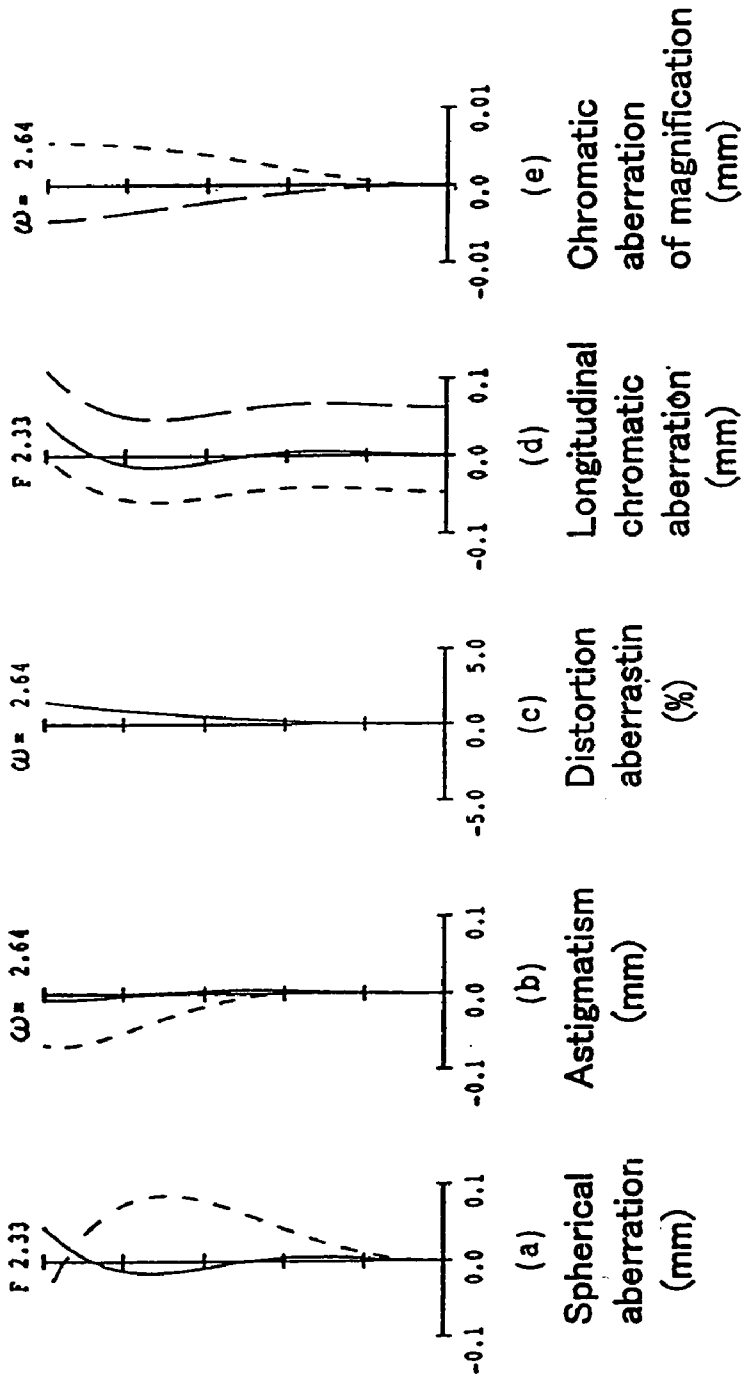 F 2.33
-0.1 0.0 0.1
(a)
Spherical
aberration
(mm)
ω= 2.64
-0.1 0.0 0.1
(b)
Astigmatism
(mm)
ω= 2.64
-5.0 0.0 5.0
(c)
Distortion
aberrastin
(%)
F 2.33
-0.1 0.0 0.1
(d)
Longitudinal
chromatic
aberration
(mm)
ω= 2.64
-0.01 0.0 0.01
(e)
Chromatic
aberration
of magnification
(mm)